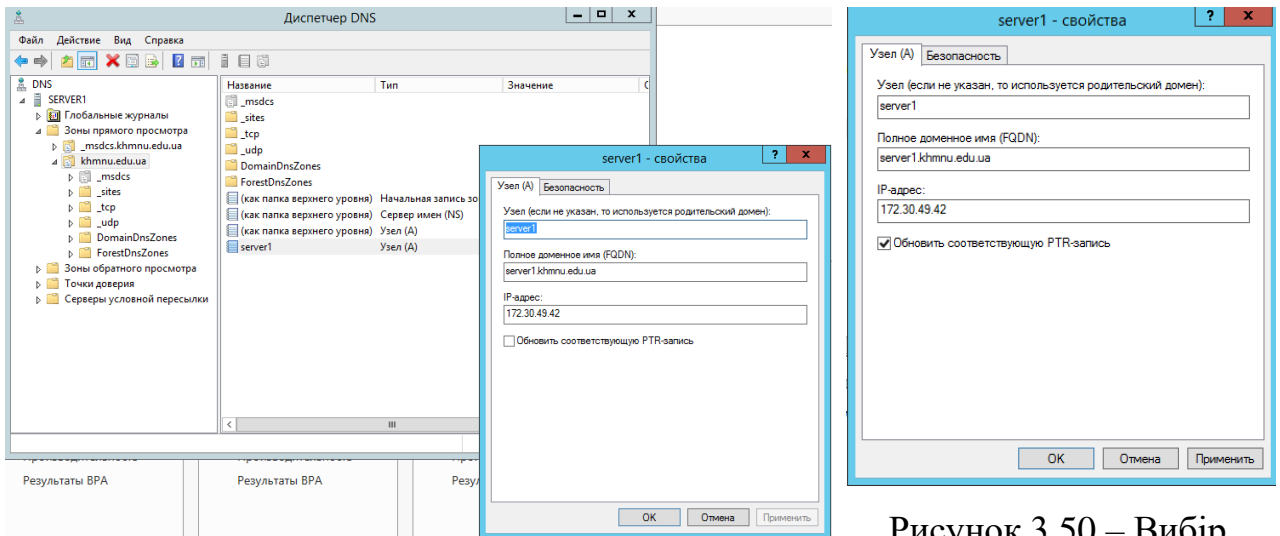 Диспетчер DNS
Файл Действие Вид Справка
DNS
SERVER1
Глобальные журналы
Зоны прямого просмотра
_msdcs.khmnu.edu.ua
khmnu.edu.ua
_msdcs
_sites
_tcp
_udp
DomainDnsZones
ForestDnsZones
Зоны обратного просмотра
Точки доверия
Серверы условной пересылки
Название Тип Значение
_msdcs
_sites
_tcp
_udp
DomainDnsZones
ForestDnsZones
(как папка верхнего уровня) Начальная запись зо
(как папка верхнего уровня) Сервер имен (NS)
(как папка верхнего уровня) Узел (A)
server1 Узел (A)
Результаты BPA Результаты BPA Резул
server1 - свойства
Узел (A) Безопасность
Узел (если не указан, то используется родительский домен):
server1
Полное доменное имя (FQDN):
server1.khmnu.edu.ua
IP-адрес:
172.30.49.42
Обновить соответствующую PTR-запись
OK Отмена Применить
server1 - свойства
Узел (A) Безопасность
Узел (если не указан, то используется родительский домен):
server1
Полное доменное имя (FQDN):
server1.khmnu.edu.ua
IP-адрес:
172.30.49.42
Обновить соответствующую PTR-запись
OK Отмена Применить
Рисунок 3.50 – Вибір